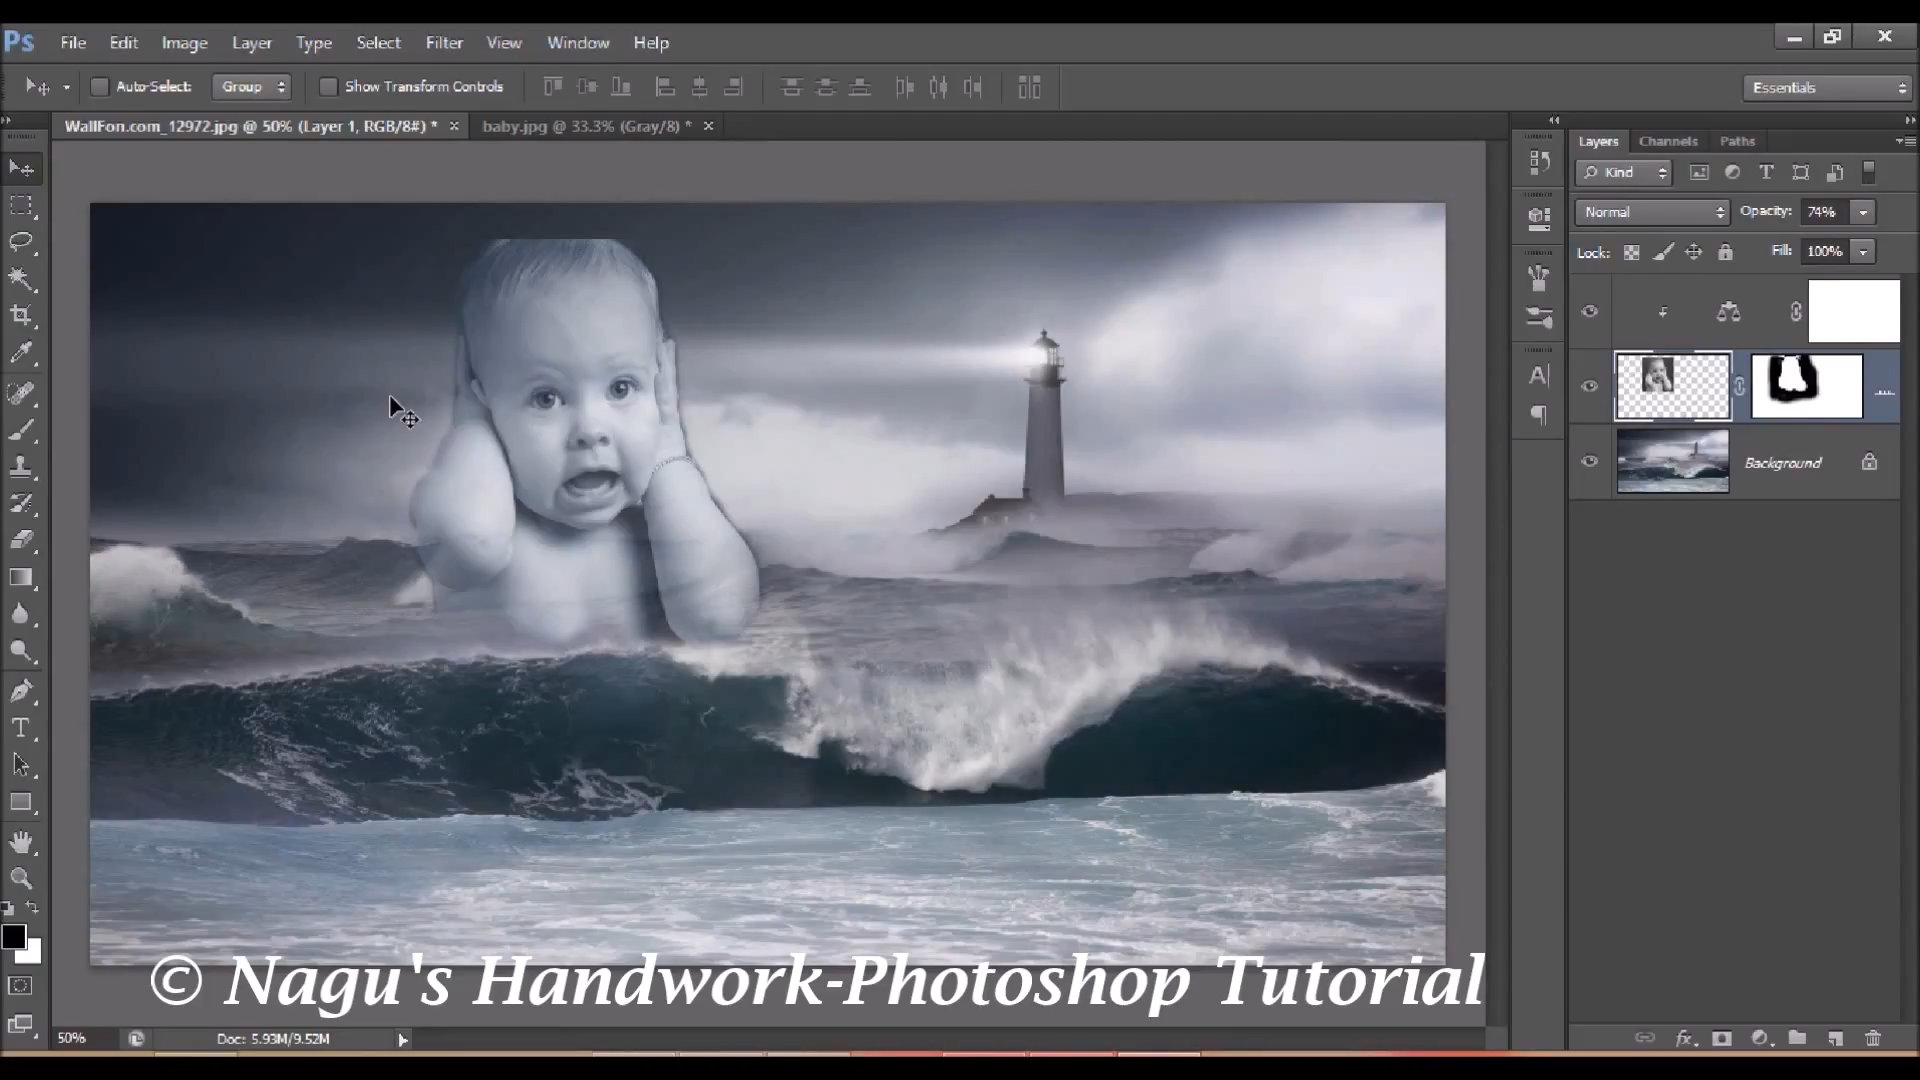 Ps File Edit Image Layer Type Select Filter View Window Help
Auto-Select: Group Show Transform Controls Essentials
WallFon.com_12972.jpg @ 50% (Layer 1, RGB/8#) * × baby.jpg @ 33.3% (Gray/8) * ×
Layers Channels Paths
Kind
Normal Opacity: 74%
Lock: Fill: 100%
Background
© Nagu's Handwork-Photoshop Tutorial
50% Doc: 5.93M/9.52M